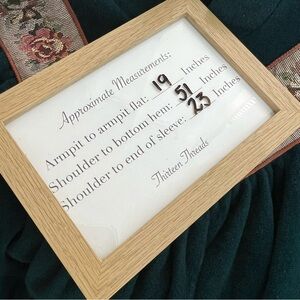 Approximate Measurements:
Armpit to armpit flat: 19 Inches
Shoulder to bottom hem: 51 Inches
Shoulder to end of sleeve: 23 Inches
Thirteen Threads